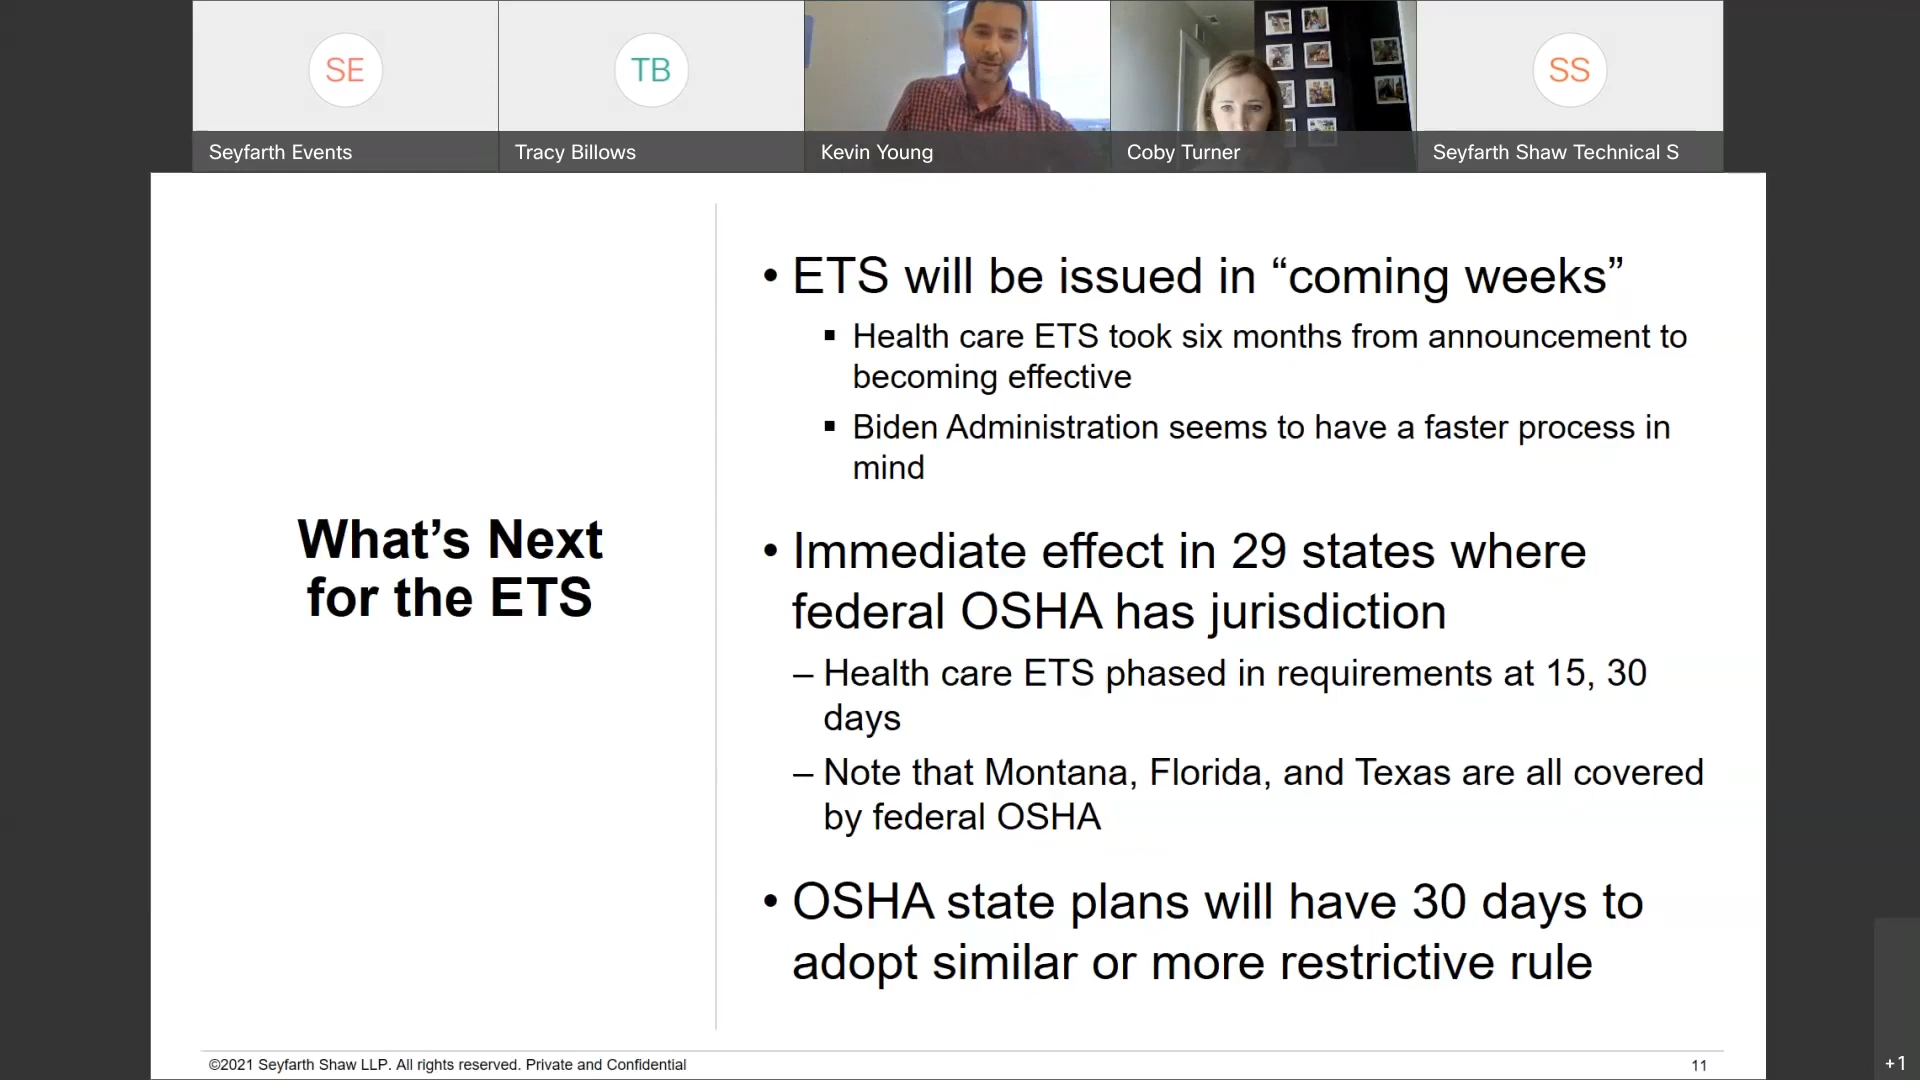 SE
TB
SS
Seyfarth Events
Tracy Billows
Kevin Young
Coby Turner
Seyfarth Shaw Technical S
What’s Next
for the ETS
• ETS will be issued in “coming weeks”
▪ Health care ETS took six months from announcement to
becoming effective
▪ Biden Administration seems to have a faster process in
mind
• Immediate effect in 29 states where
federal OSHA has jurisdiction
– Health care ETS phased in requirements at 15, 30
days
– Note that Montana, Florida, and Texas are all covered
by federal OSHA
• OSHA state plans will have 30 days to
adopt similar or more restrictive rule
©2021 Seyfarth Shaw LLP. All rights reserved. Private and Confidential
11
+1